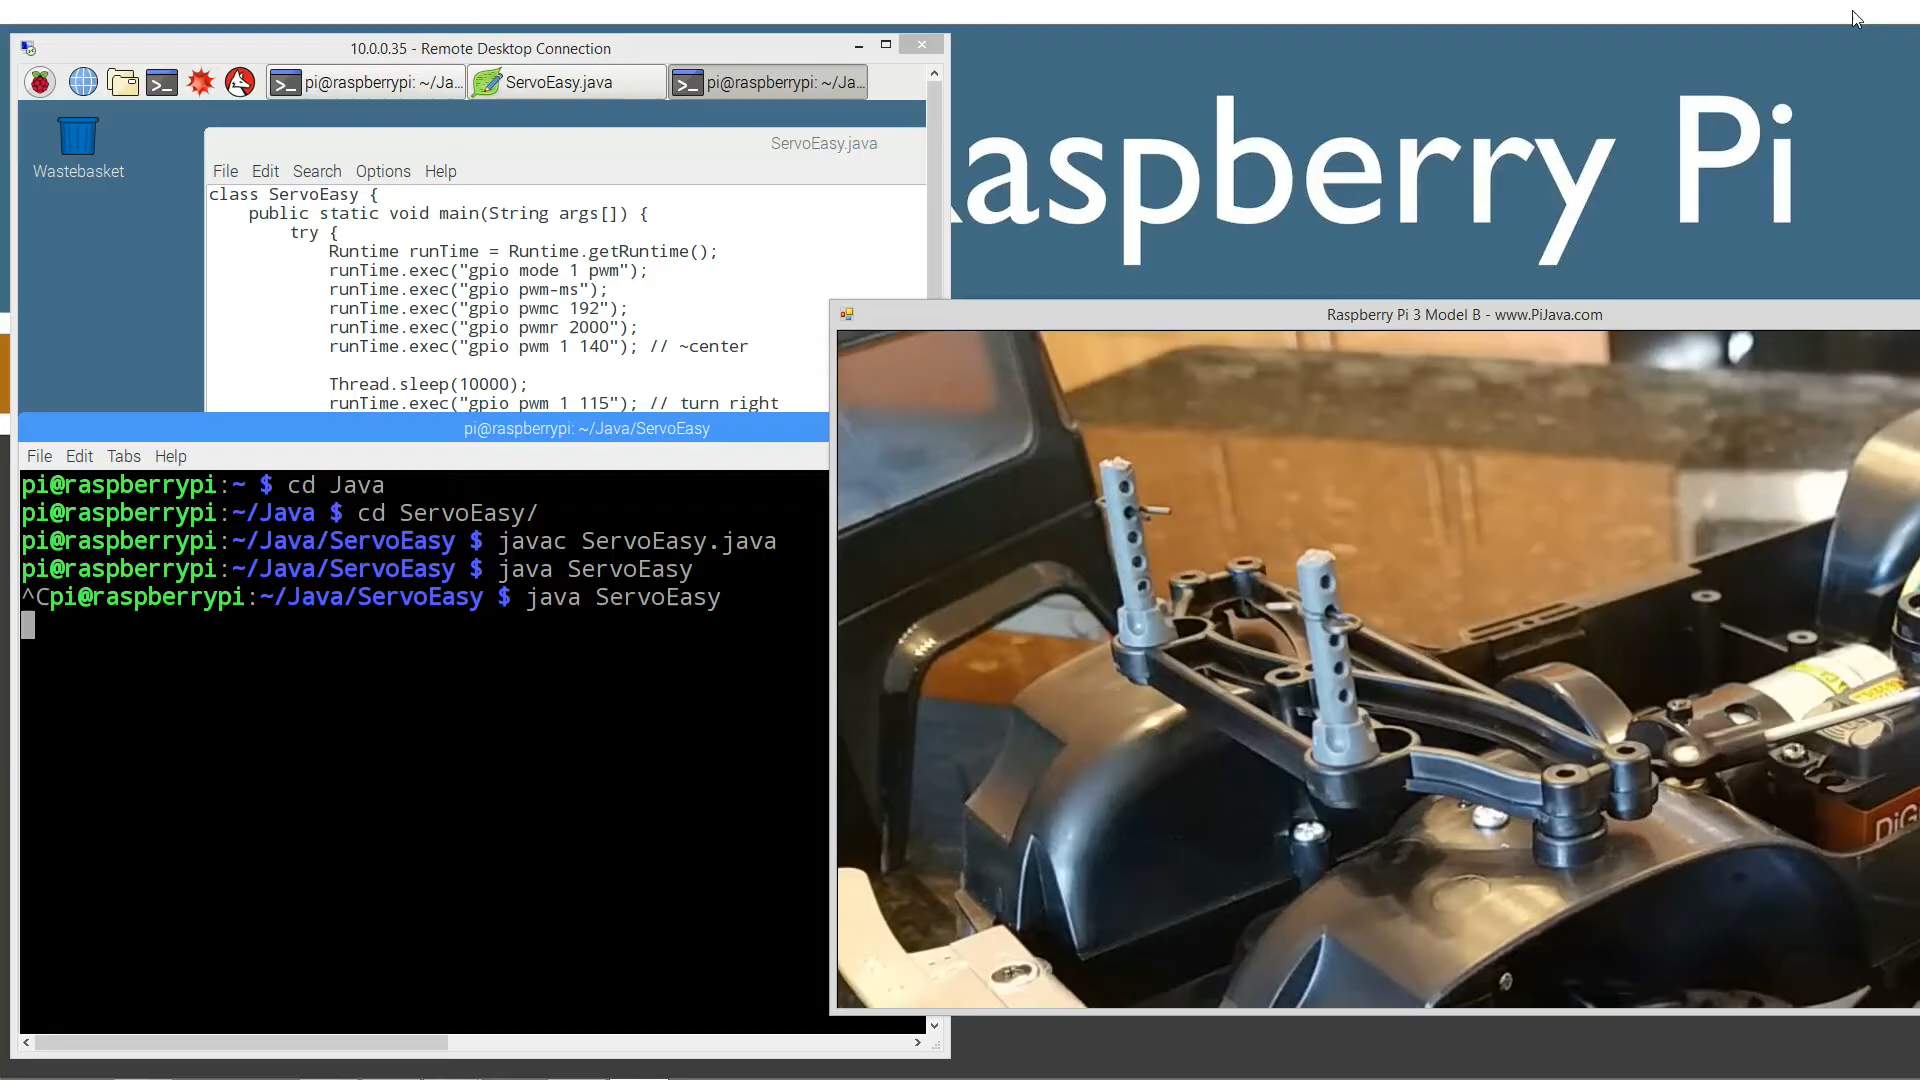 10.0.0.35 - Remote Desktop Connection
pi@raspberrypi: ~/Ja...
ServoEasy.java
pi@raspberrypi: ~/Ja...
Wastebasket
ServoEasy.java
File Edit Search Options Help
class ServoEasy {
public static void main(String args[]) {
try {
Runtime runTime = Runtime.getRuntime();
runTime.exec("gpio mode 1 pwm");
runTime.exec("gpio pwm-ms");
runTime.exec("gpio pwmc 192");
runTime.exec("gpio pwmr 2000");
runTime.exec("gpio pwm 1 140"); // ~center
Thread.sleep(10000);
runTime.exec("gpio pwm 1 115"); // turn right
pi@raspberrypi: ~/Java/ServoEasy
File Edit Tabs Help
pi@raspberrypi:~ $ cd Java
pi@raspberrypi:~/Java $ cd ServoEasy/
pi@raspberrypi:~/Java/ServoEasy $ javac ServoEasy.java
pi@raspberrypi:~/Java/ServoEasy $ java ServoEasy
^Cpi@raspberrypi:~/Java/ServoEasy $ java ServoEasy
aspberry Pi
Raspberry Pi 3 Model B - www.PiJava.com
DiG